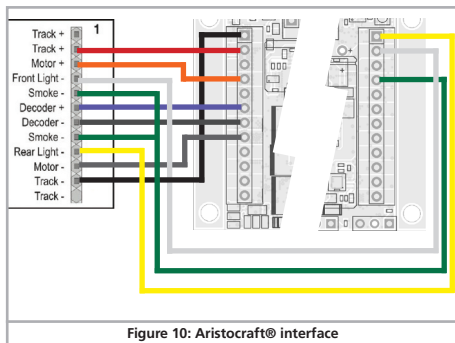 1
Track +
Track +
Motor +
Front Light -
Smoke -
Decoder +
Decoder -
Smoke -
Rear Light -
Motor -
Track -
Track -
Figure 10: Aristocraft® interface